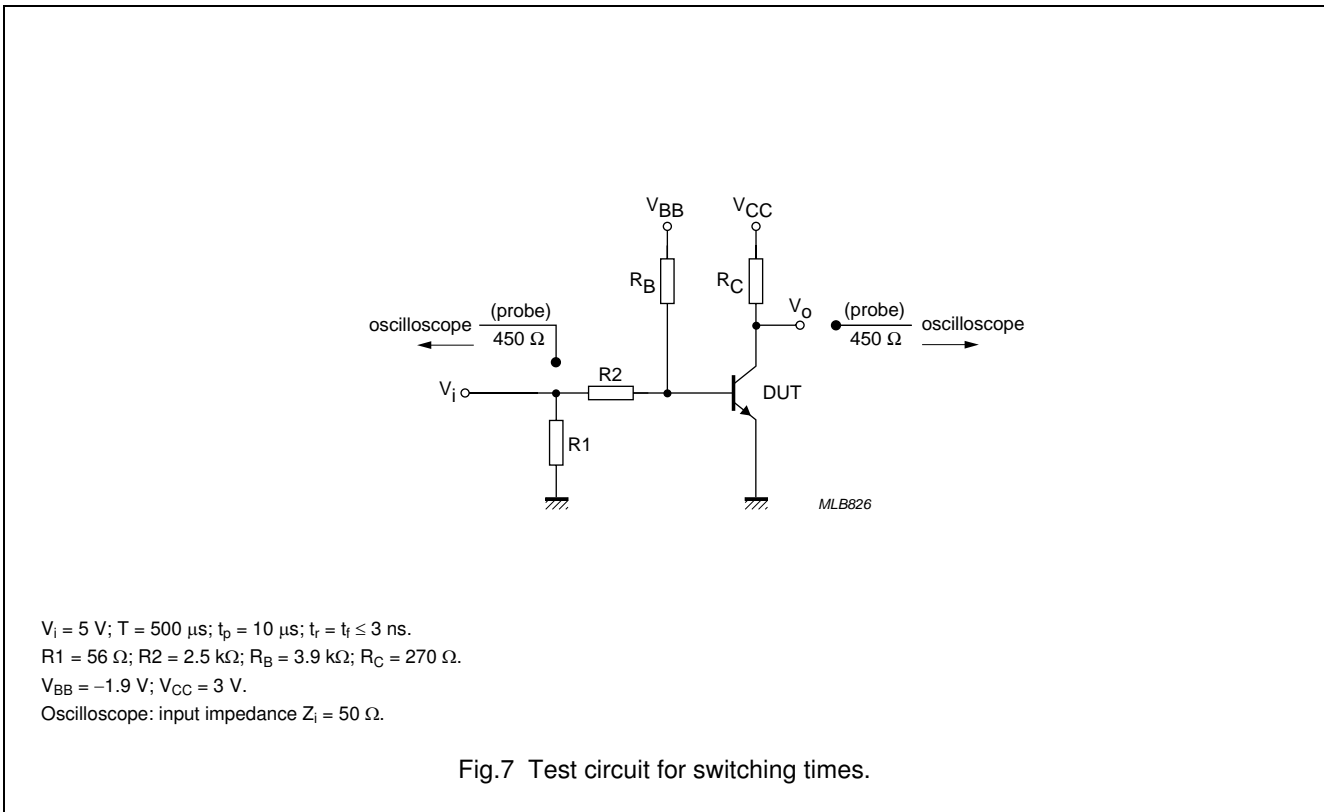 V_BB
V_CC
R_B
R_C
V_o
(probe)
oscilloscope
450 Ω
(probe)
oscilloscope
450 Ω
R2
V_i
DUT
R1
MLB826
V_i = 5 V; T = 500 µs; t_p = 10 µs; t_r = t_f ≤ 3 ns.
R1 = 56 Ω; R2 = 2.5 kΩ; R_B = 3.9 kΩ; R_C = 270 Ω.
V_BB = −1.9 V; V_CC = 3 V.
Oscilloscope: input impedance Z_i = 50 Ω.
Fig.7 Test circuit for switching times.